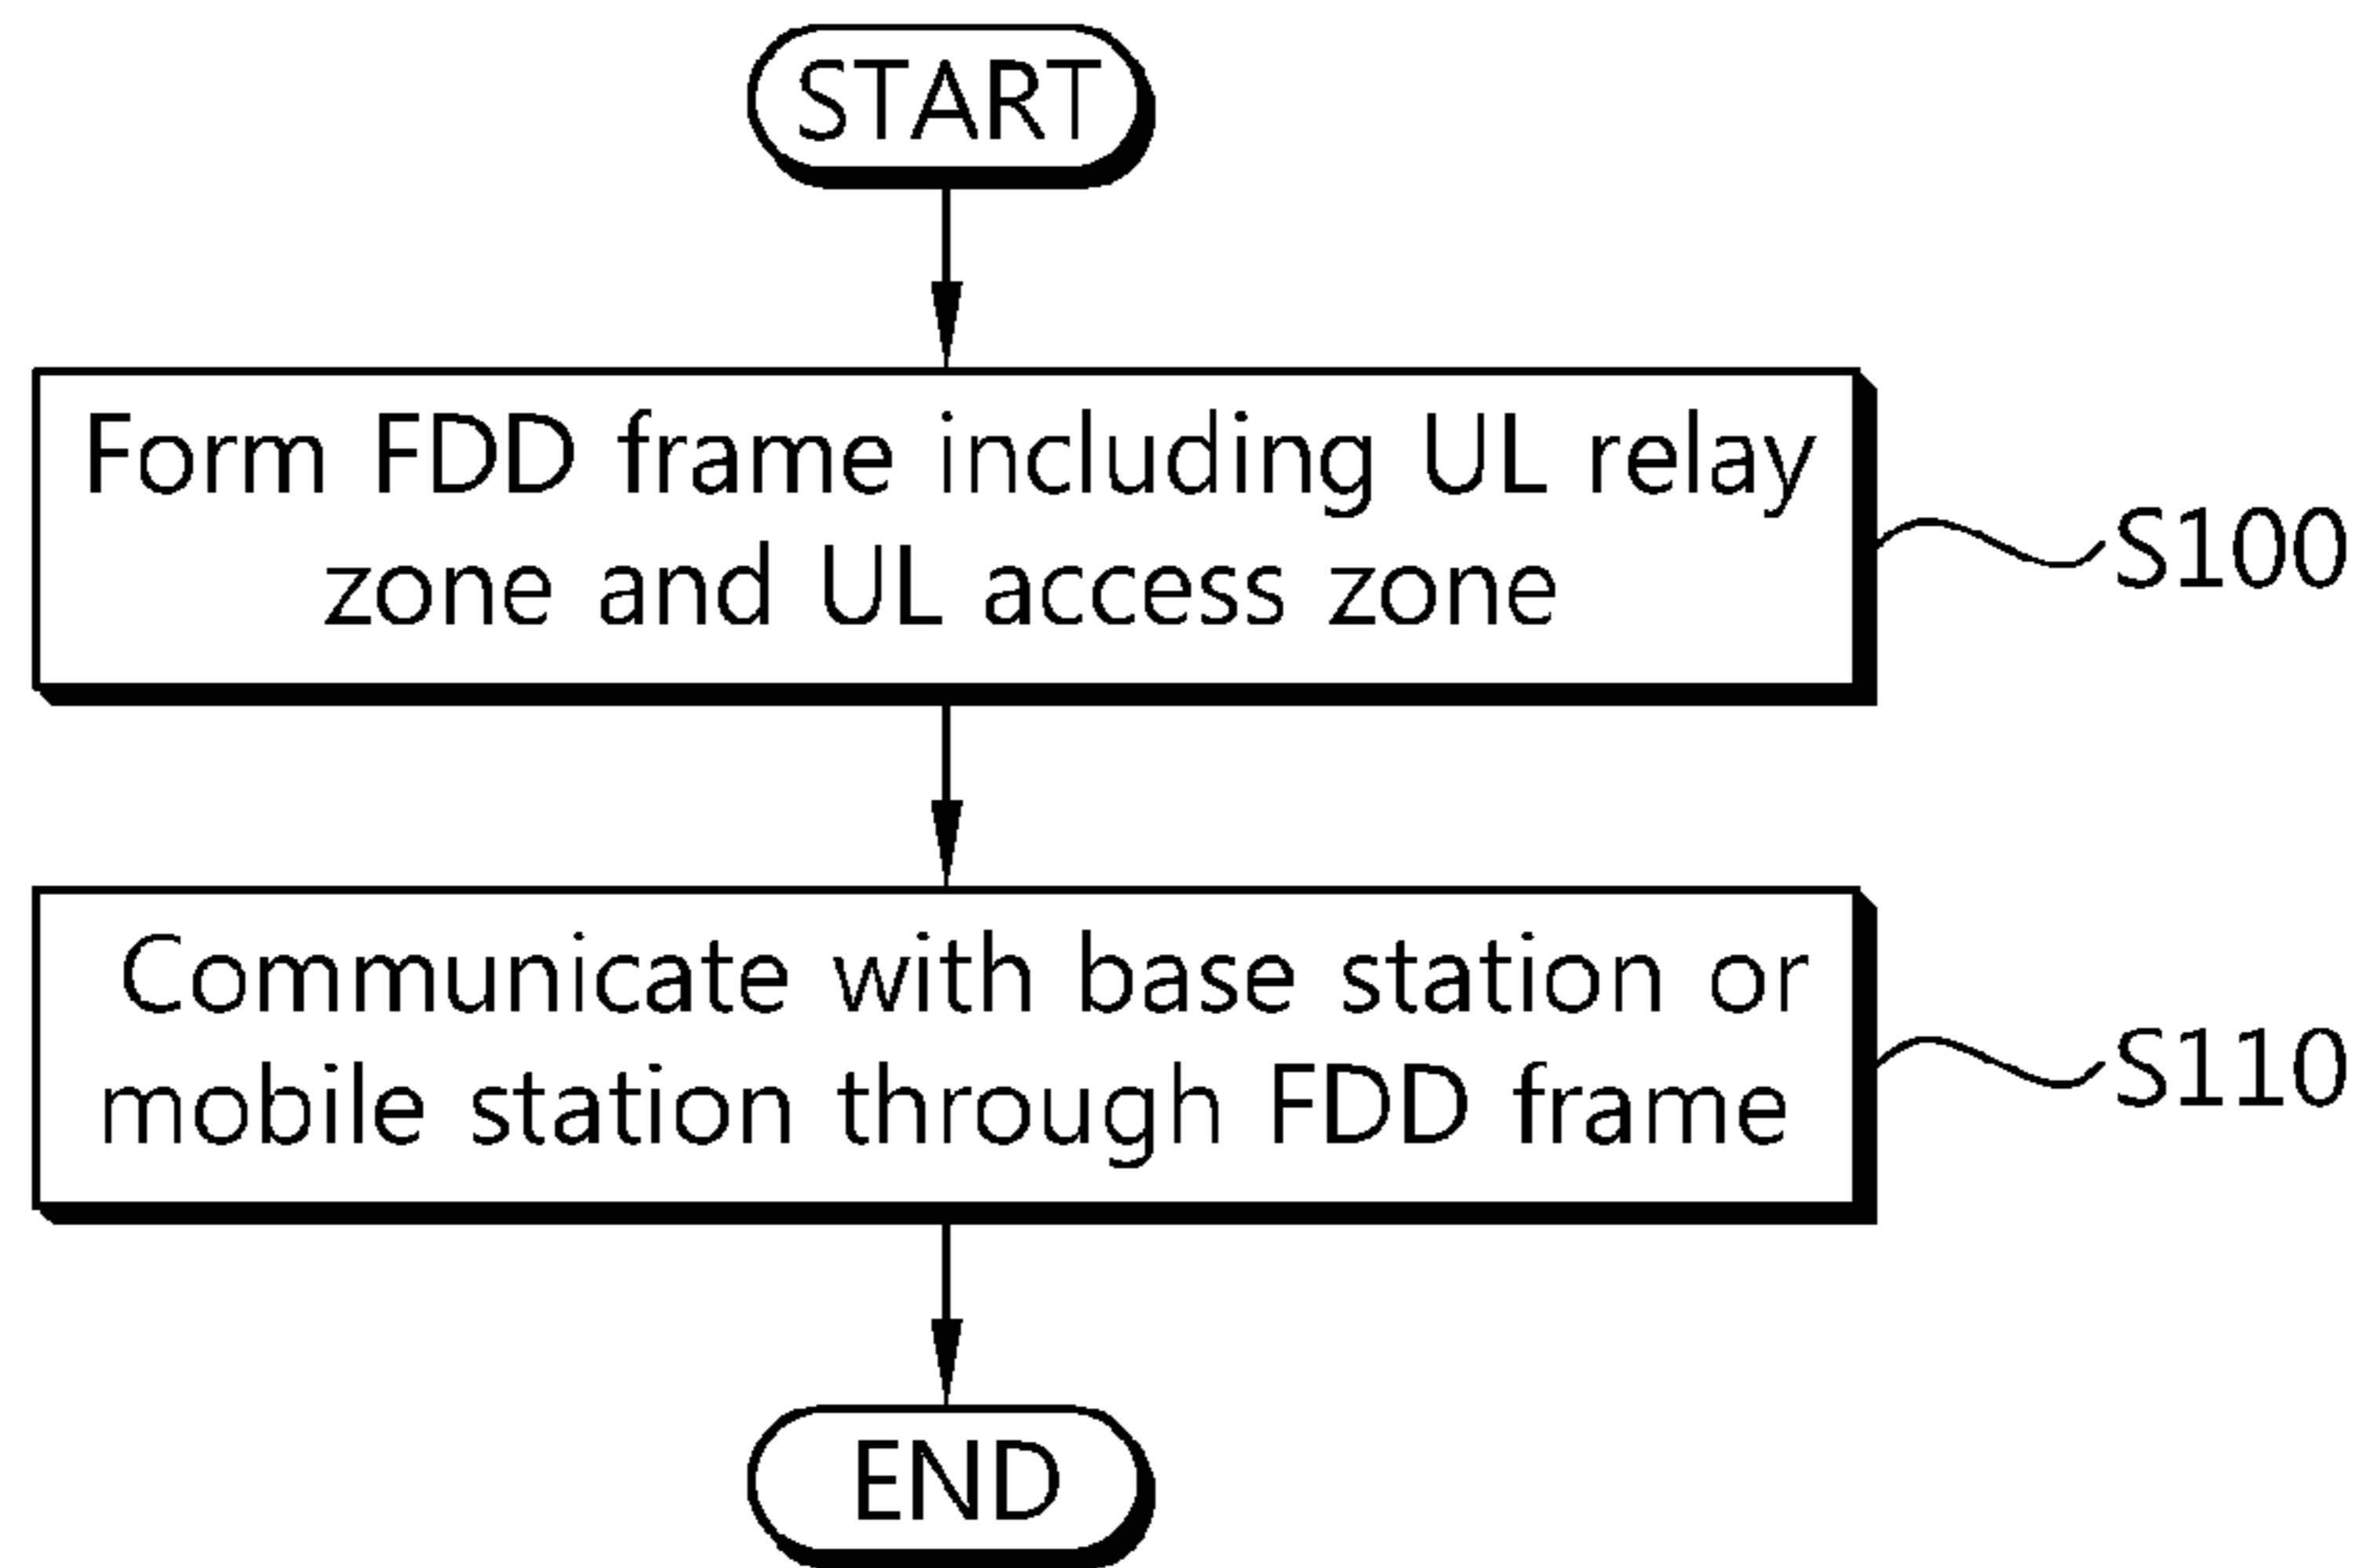 START
Form FDD frame including UL relay
zone and UL access zone
S100
Communicate with base station or
mobile station through FDD frame
S110
END